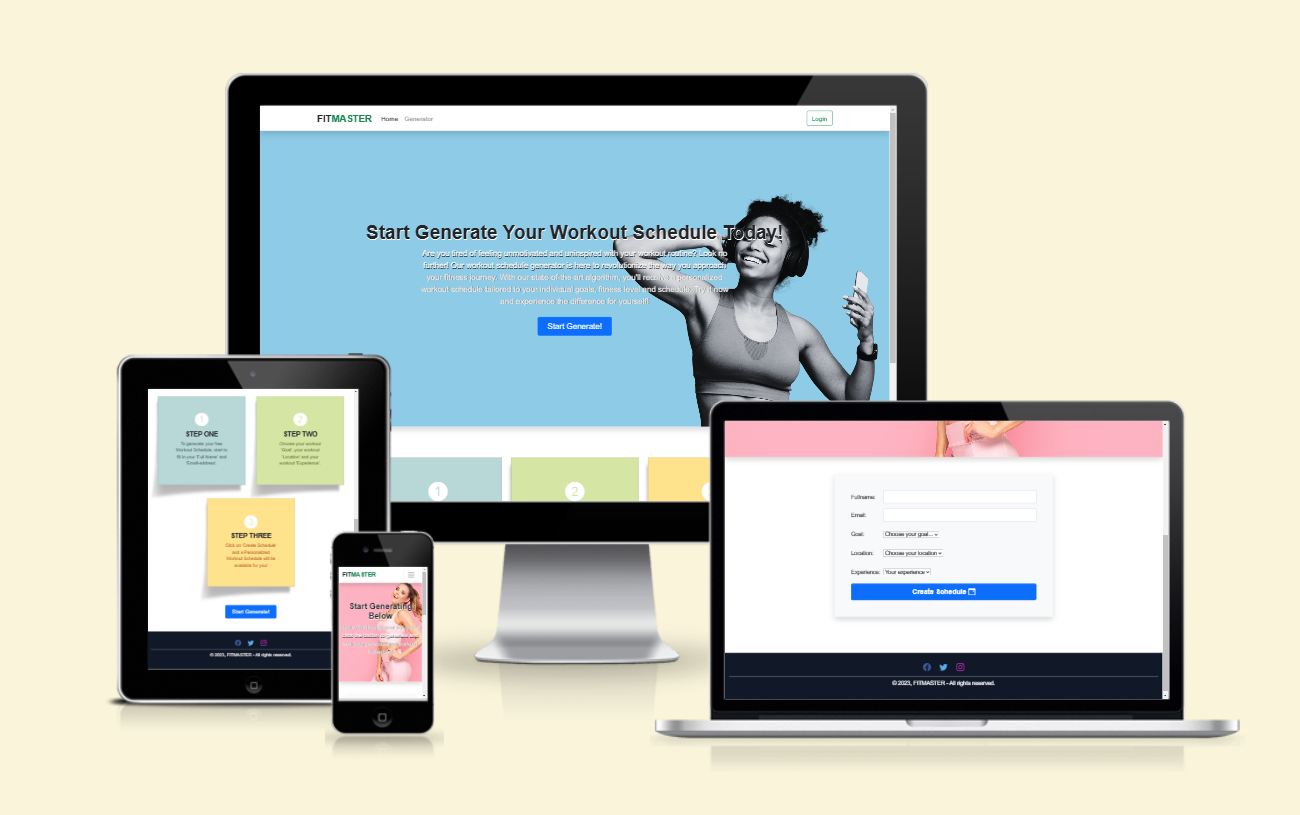 FITMASTER Home Generator Login
Start Generate Your Workout Schedule Today!
Are you tired of feeling unmotivated and uninspired with your workout routine? Look no
further! Our workout schedule generator is here to revolutionize the way you approach
your fitness journey. With our state-of-the-art algorithm, you'll receive a personalized
workout schedule tailored to your individual goals, fitness level and schedule. Try it now
and experience the difference for yourself!
Start Generate!
1
2
1
2
STEP ONE
STEP TWO
To generate your free
Workout Schedule, start to
fill in your 'Full Name' and
'Email-address'
Choose your workout
'Goal', your workout
'Location' and your
workout 'Experience'
3
STEP THREE
Click on 'Create Schedule'
and a Personalized
Workout Schedule will be
available for you!
Start Generate!
© 2023, FITMASTER - All rights reserved.
FITMASTER
Start Generating
Below
Fullname:
Email:
Goal: Choose your goal...
Location: Choose your location
Experience: Your experience
Create Schedule
© 2023, FITMASTER - All rights reserved.